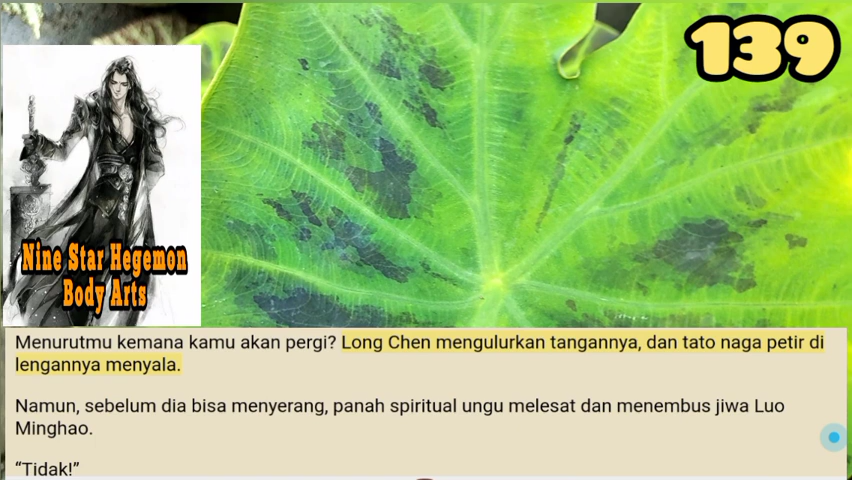 139
Nine Star Hegemon
Body Arts
Menurutmu kemana kamu akan pergi? Long Chen mengulurkan tangannya, dan tato naga petir di
lengannya menyala.
Namun, sebelum dia bisa menyerang, panah spiritual ungu melesat dan menembus jiwa Luo
Minghao.
“Tidak!”